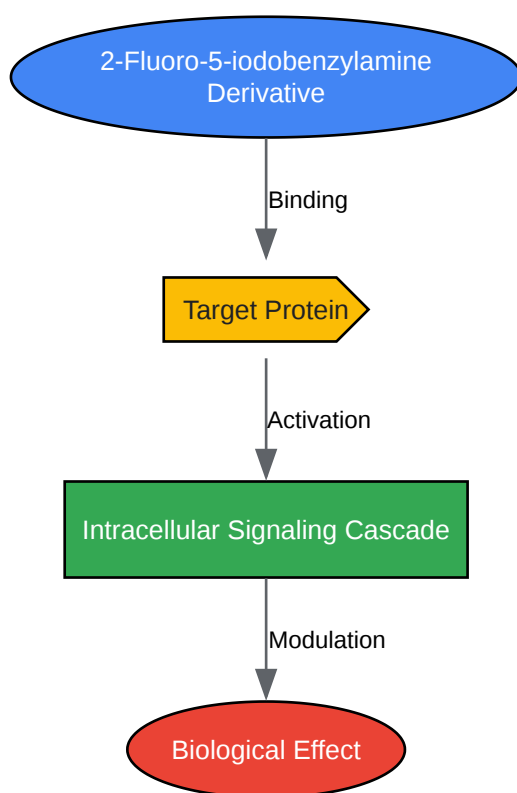 2-Fluoro-5-iodobenzylamine
Derivative
Binding
Target Protein
Activation
Intracellular Signaling Cascade
Modulation
Biological Effect